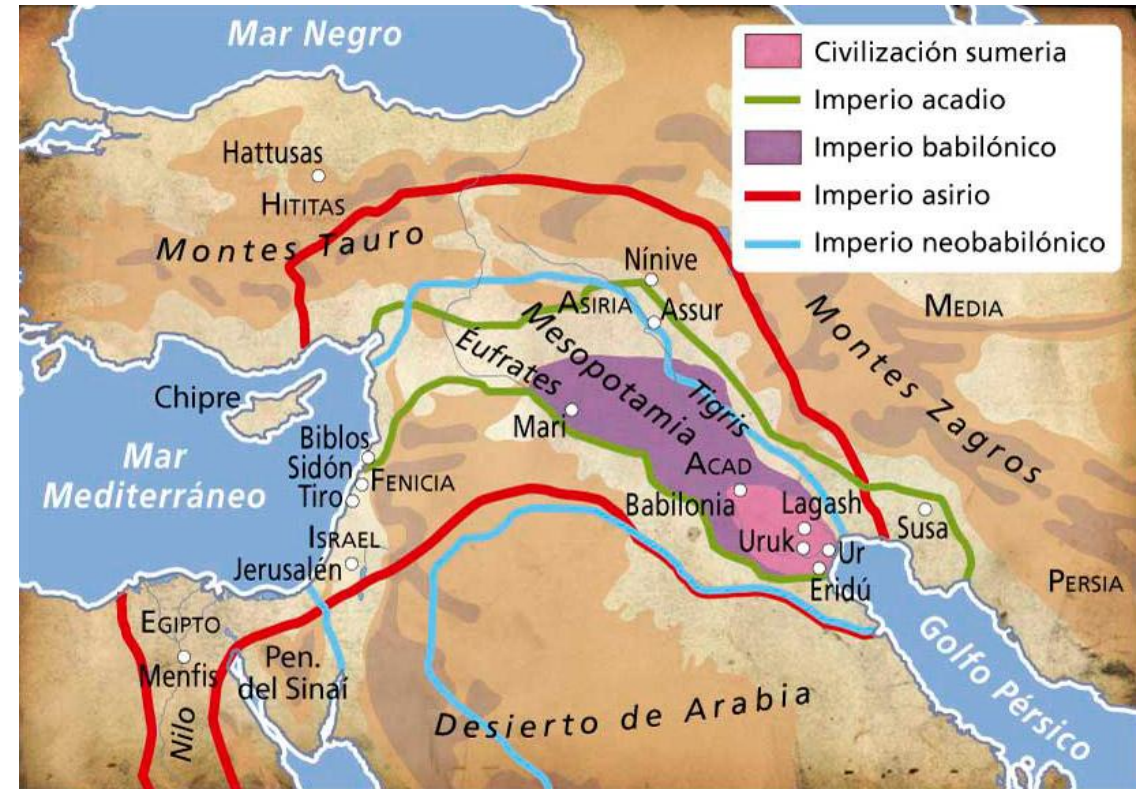 Mar Negro
Civilización sumeria
Imperio acadio
Imperio babilónico
Imperio asirio
Imperio neobabilónico
Hattusas
HITITAS
Montes Tauro
Nínive
ASIRIA
Assur
MEDIA
Montes Zagros
Éufrates
Mesopotamia
Tigris
Chipre
Mari
Mar
Mediterráneo
Biblos
Sidón
Tiro
FENICIA
ACAD
Babilonia
Lagash
Uruk
Ur
Eridú
Susa
ISRAEL
Jerusalén
PERSIA
EGIPTO
Menfis
Nilo
Pen.
del Sinaí
Desierto de Arabia
Golfo Pérsico